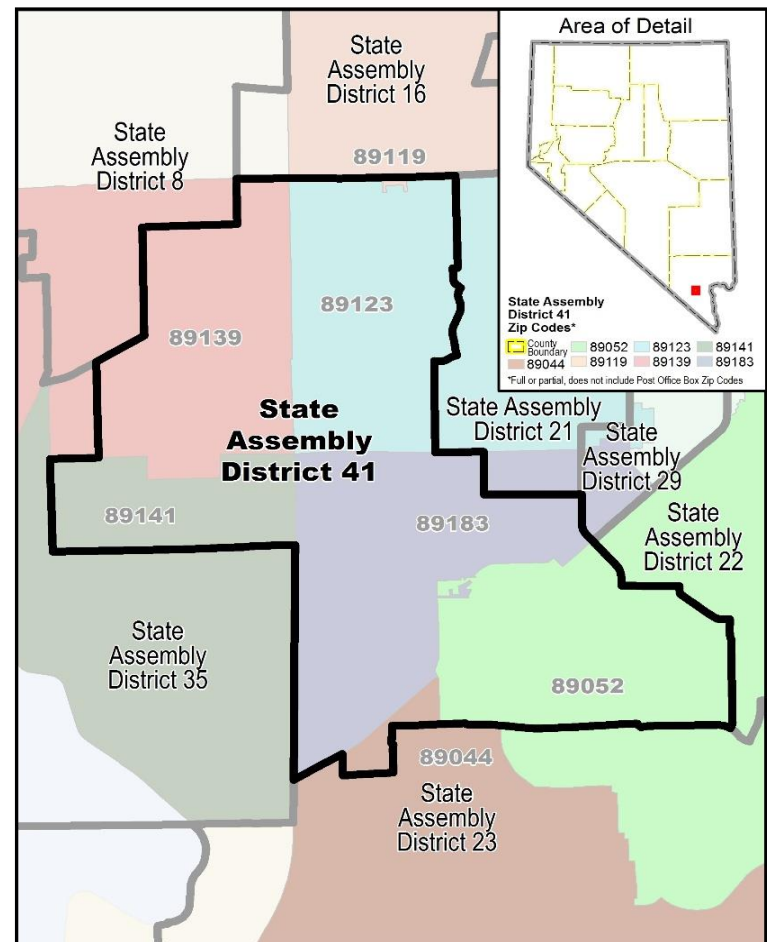 State
Assembly
District 16
Area of Detail
State
Assembly
District 8
89119
89123
89139
State Assembly
District 41
Zip Codes*
County
Boundary
89052
89123
89141
89044
89119
89139
89183
*Full or partial, does not include Post Office Box Zip Codes
State
Assembly
District 41
State Assembly
District 21
State
Assembly
District 29
89141
89183
State
Assembly
District 22
State
Assembly
District 35
89052
89044
State
Assembly
District 23